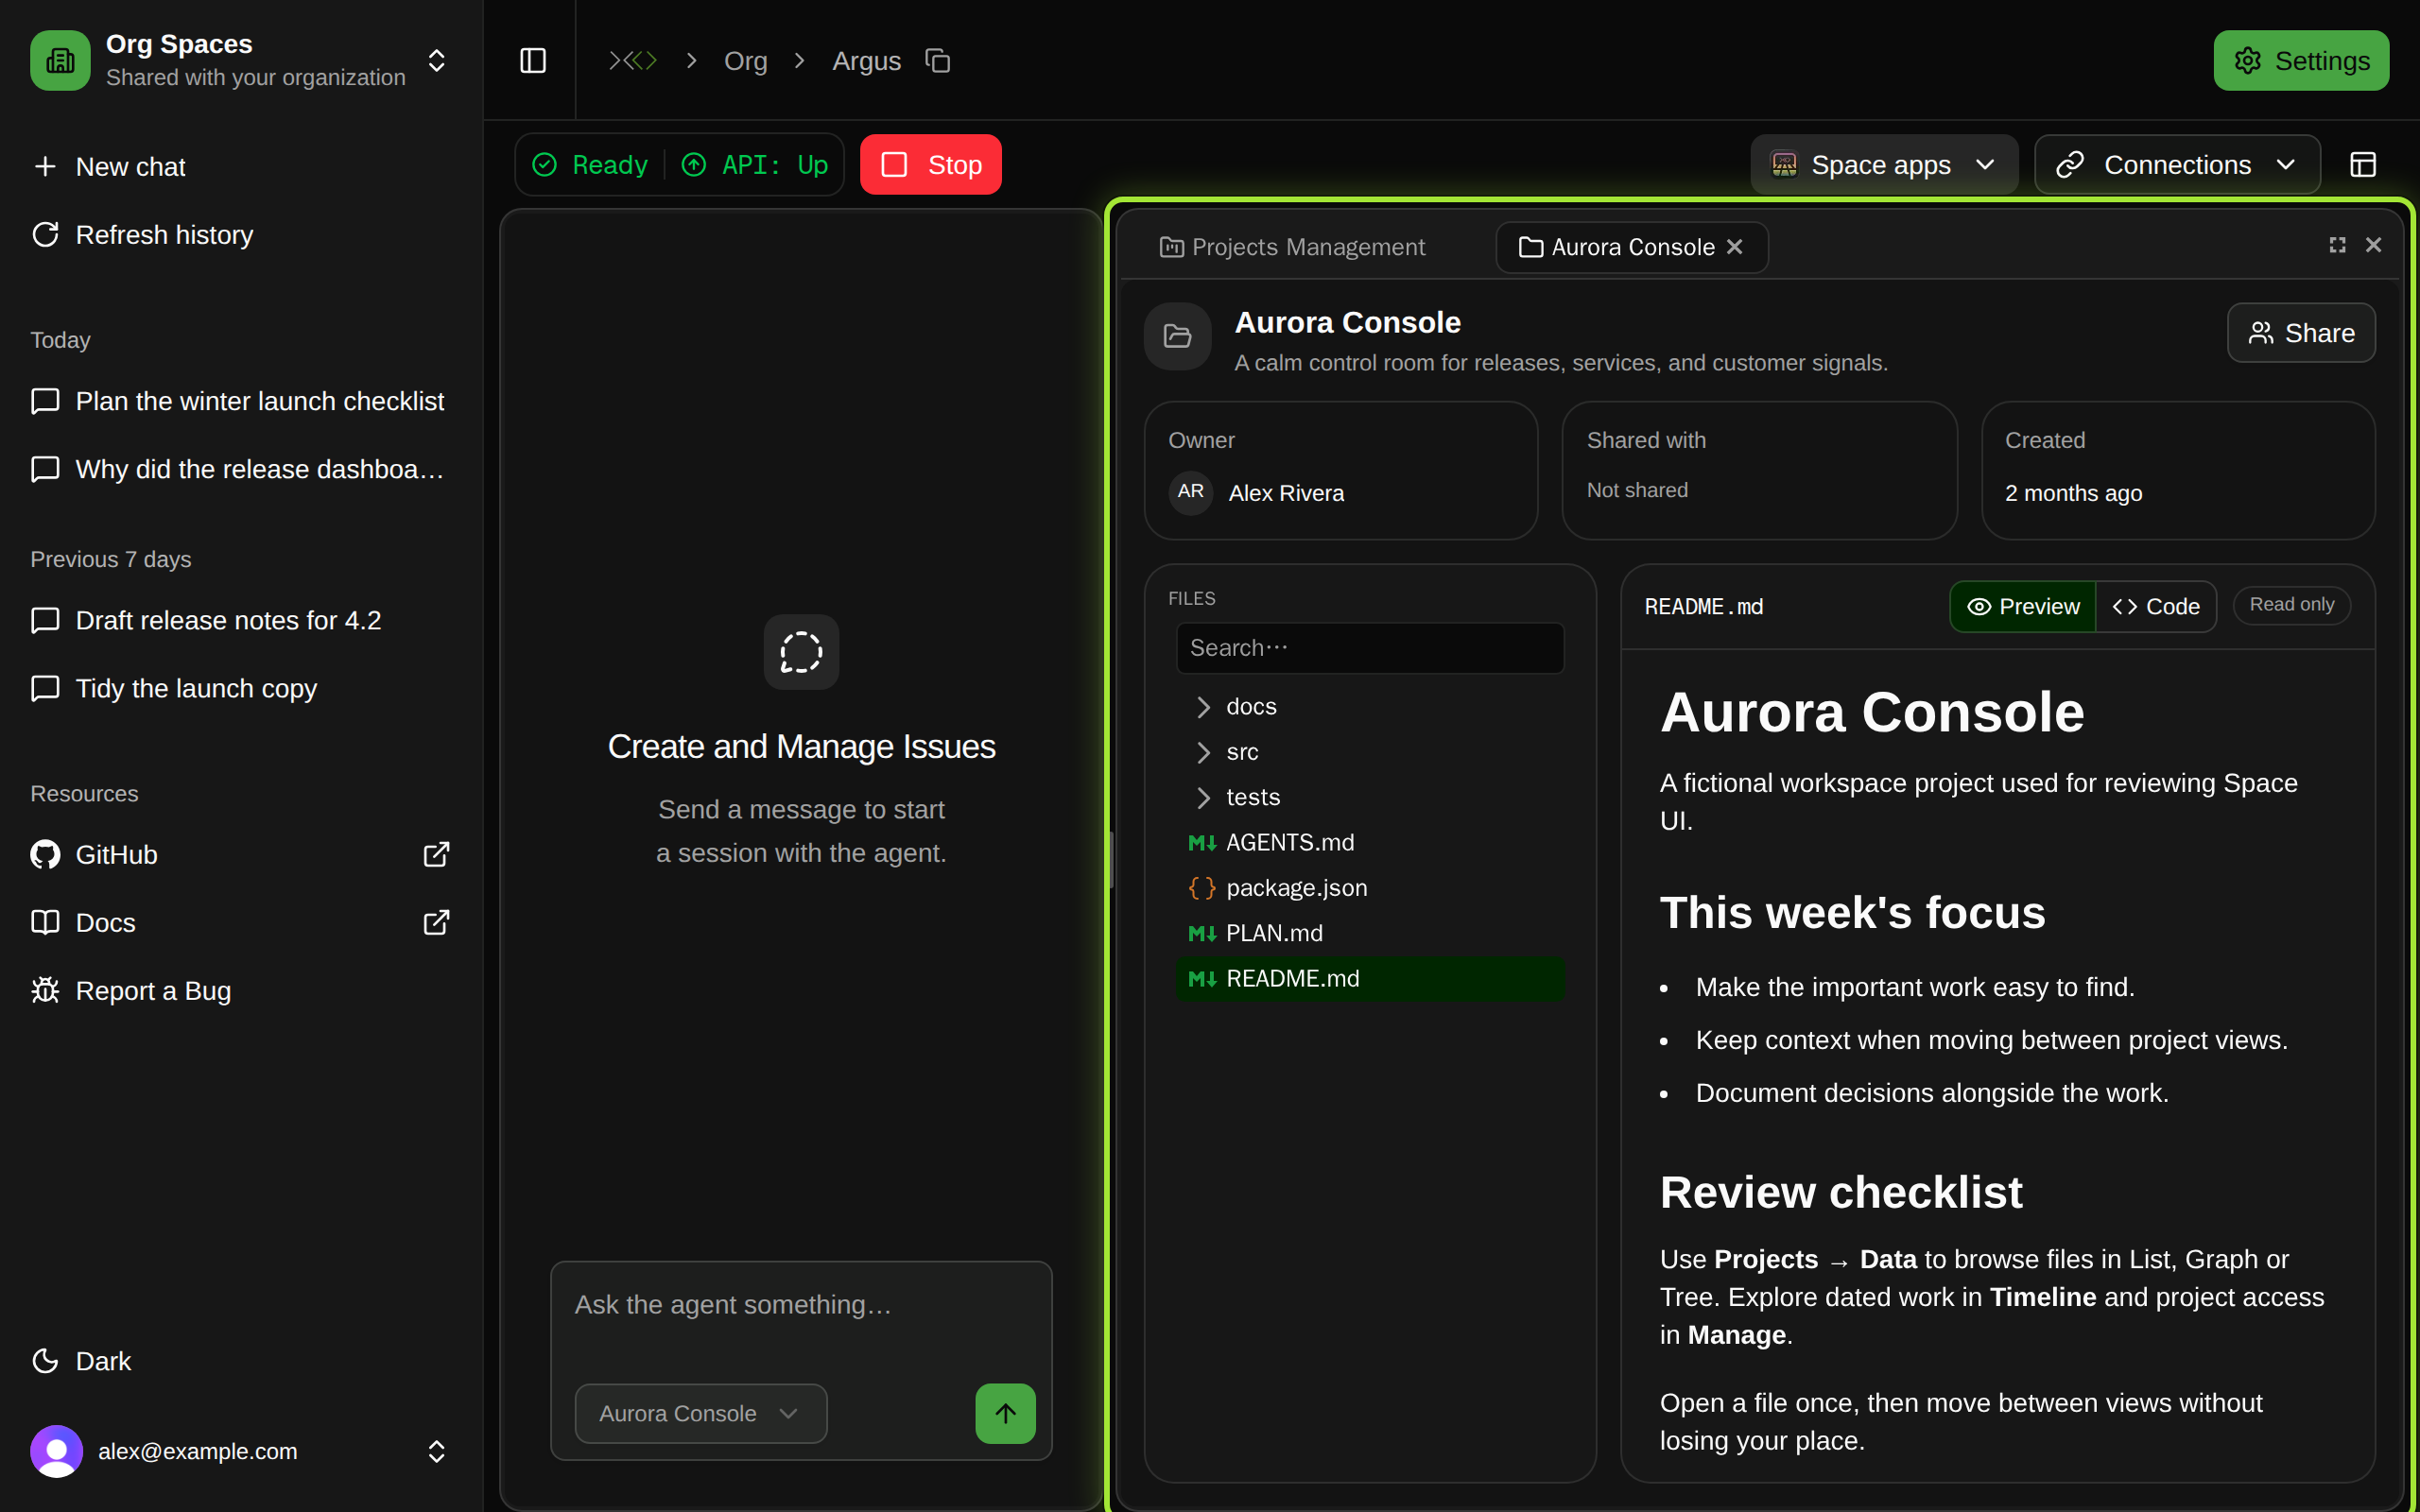 Org Spaces
Shared with your organization
New chat
Refresh history
Today
Plan the winter launch checklist
Why did the release dashboa…
Previous 7 days
Draft release notes for 4.2
Tidy the launch copy
Resources
GitHub
Docs
Report a Bug
Dark
alex@example.com
Org
Argus
Settings
Ready
API: Up
Stop
Space apps
Connections
Create and Manage Issues
Send a message to start
a session with the agent.
Ask the agent something…
Aurora Console
Projects Management
Aurora Console
Aurora Console
A calm control room for releases, services, and customer signals.
Share
Owner
AR
Alex Rivera
Shared with
Not shared
Created
2 months ago
FILES
Search…
docs
src
tests
AGENTS.md
package.json
PLAN.md
README.md
README.md
Preview
Code
Read only
Aurora Console
A fictional workspace project used for reviewing Space
UI.
This week's focus
• Make the important work easy to find.
• Keep context when moving between project views.
• Document decisions alongside the work.
Review checklist
Use Projects → Data to browse files in List, Graph or
Tree. Explore dated work in Timeline and project access
in Manage.
Open a file once, then move between views without
losing your place.